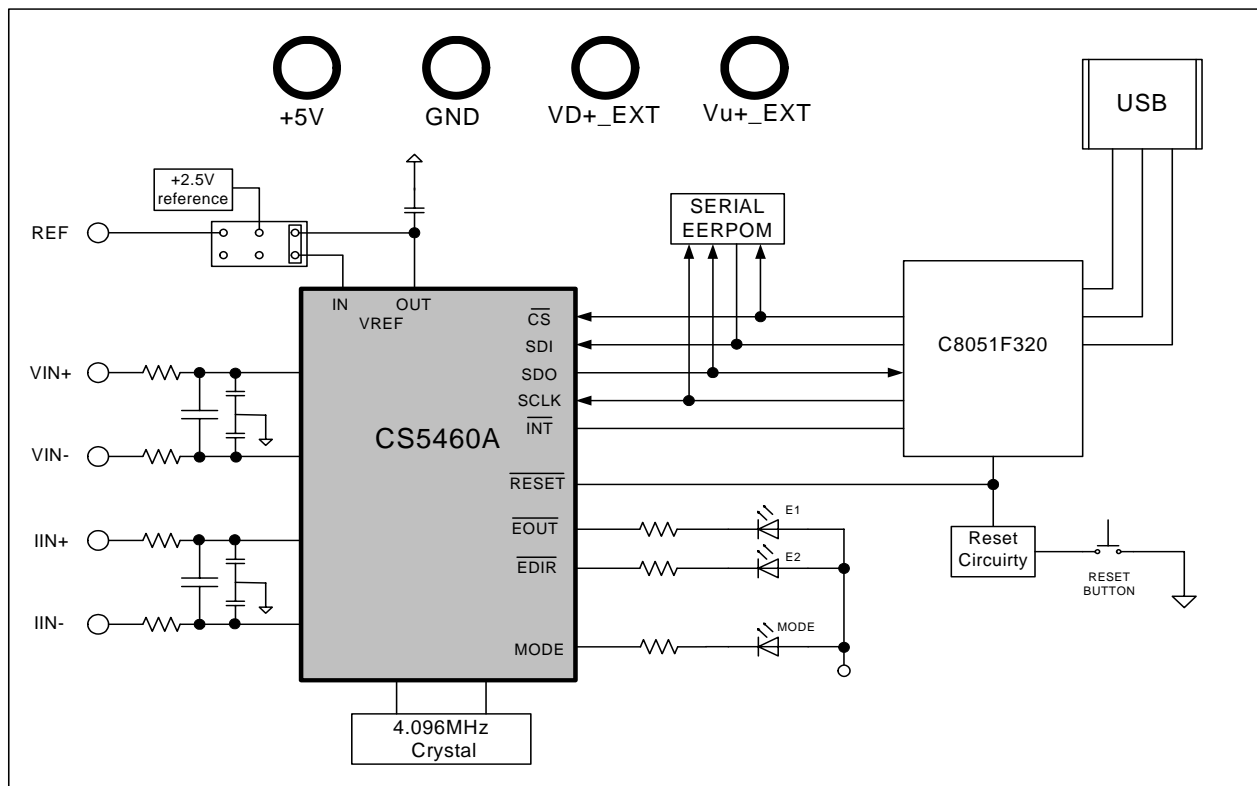 +5V
GND
VD+_EXT
Vu+_EXT
USB
+2.5V
reference
REF
SERIAL
EERPOM
IN
OUT
VREF
CS
SDI
SDO
SCLK
INT
C8051F320
VIN+
VIN-
CS5460A
RESET
EOUT
E1
EDIR
E2
Reset
Circuirty
RESET
BUTTON
IIN+
IIN-
MODE
MODE
4.096MHz
Crystal